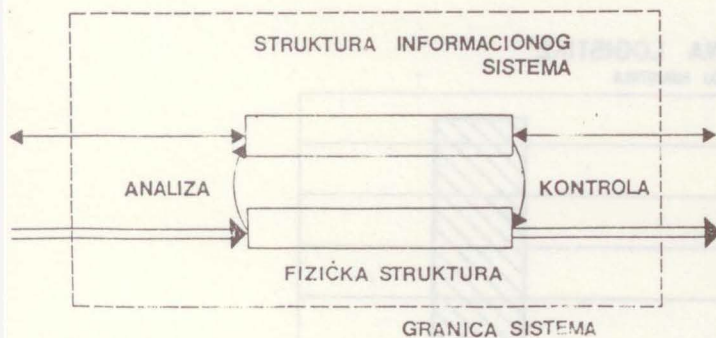 STRUKTURA INFORMACIONOG
SISTEMA
ANALIZA
KONTROLA
FIZIČKA STRUKTURA
GRANICA SISTEMA